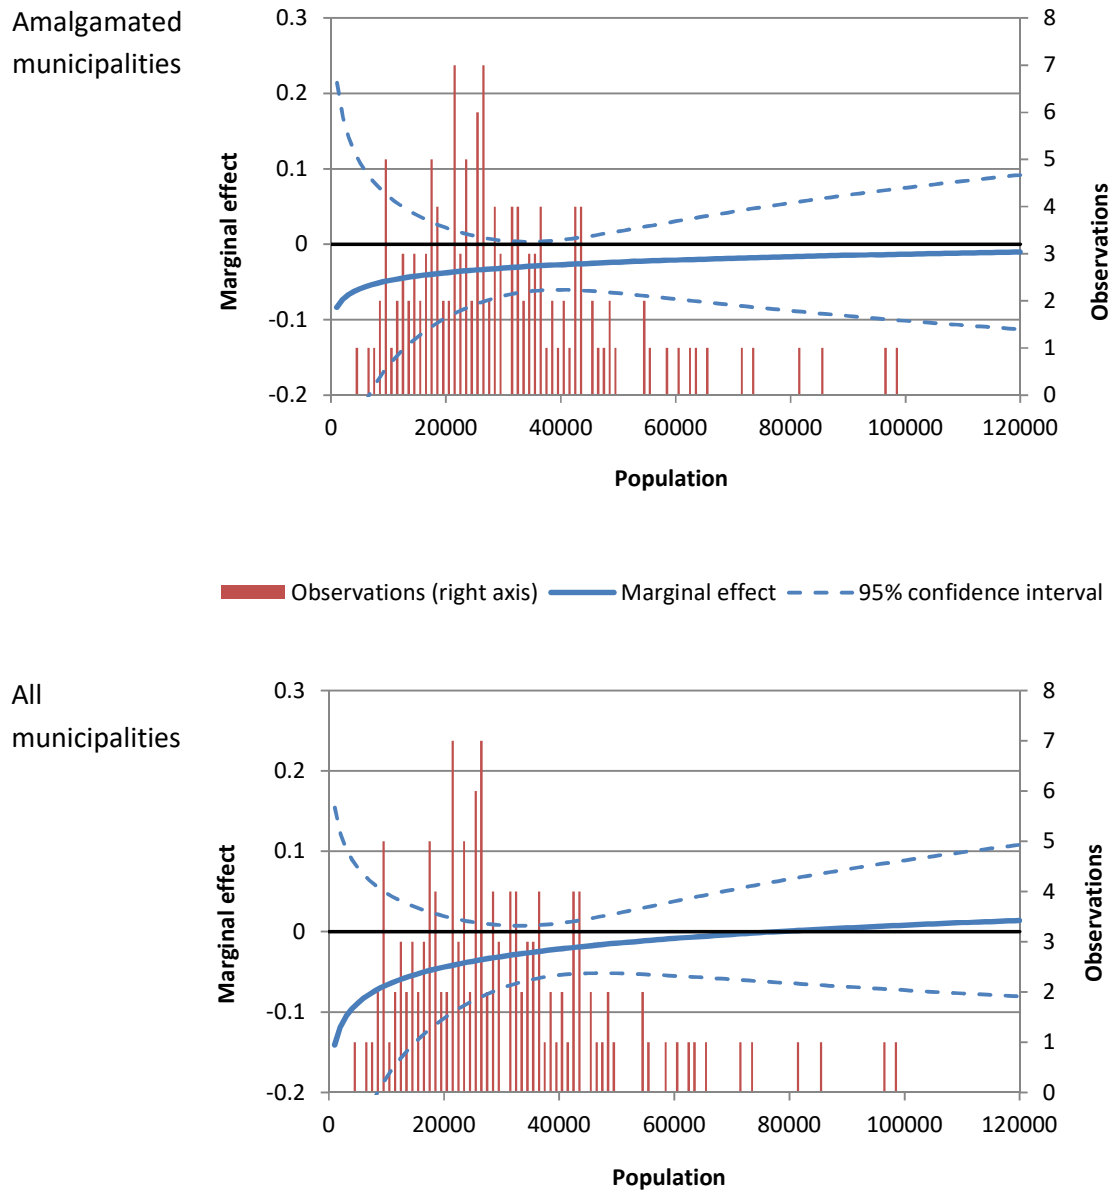 Amalgamated
municipalities
0.3
0.2
0.1
0
-0.1
-0.2
Marginal effect
8
7
6
5
4
3
2
1
0
Observations
0 20000 40000 60000 80000 100000 120000
Population
Observations (right axis) Marginal effect 95% confidence interval
All
municipalities
0.3
0.2
0.1
0
-0.1
-0.2
Marginal effect
8
7
6
5
4
3
2
1
0
Observations
0 20000 40000 60000 80000 100000 120000
Population